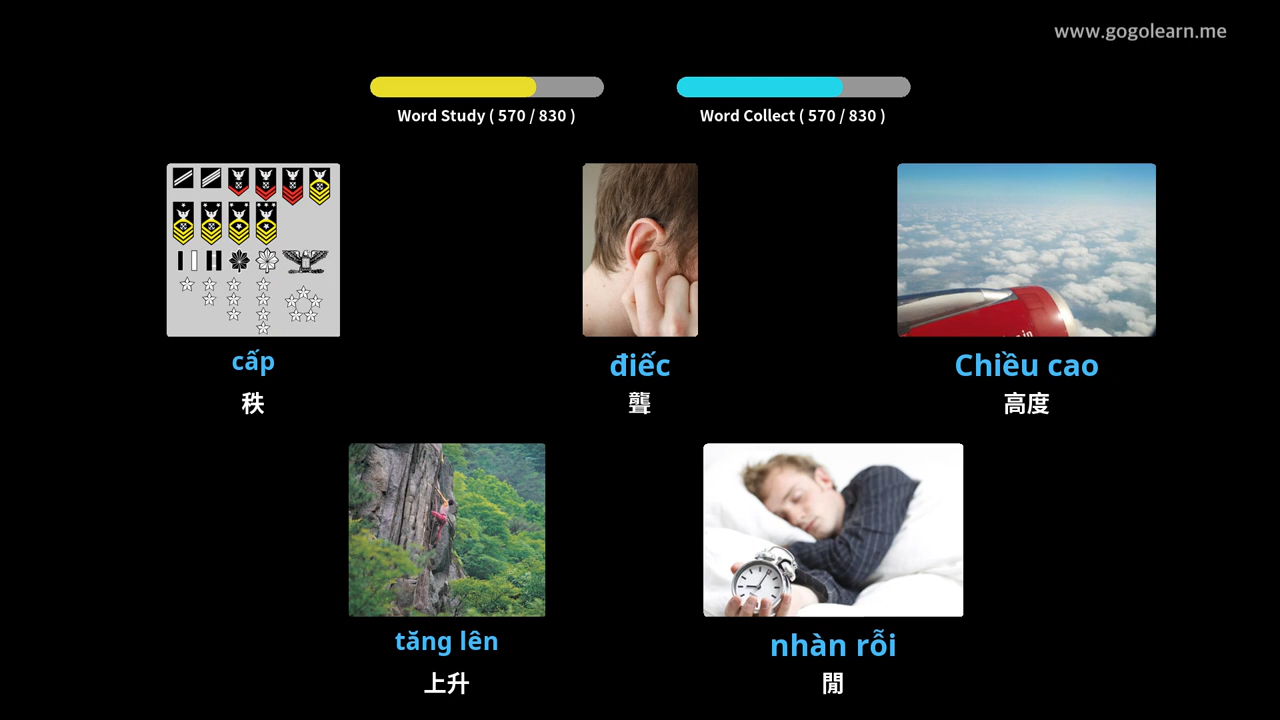 www.gogolearn.me
Word Study ( 570 / 830 )
Word Collect ( 570 / 830 )
cấp
秩
điếc
聾
Chiều cao
高度
tăng lên
上升
nhàn rỗi
閒